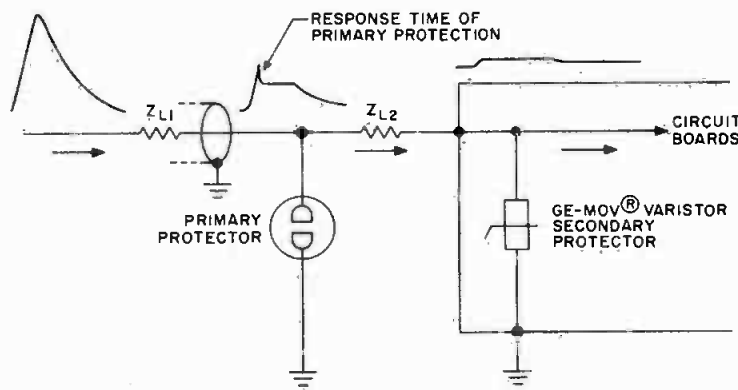 RESPONSE TIME OF
PRIMARY PROTECTION
ZL1
ZL2
CIRCUIT
BOARDS
PRIMARY
PROTECTOR
GE-MOV® VARISTOR
SECONDARY
PROTECTOR